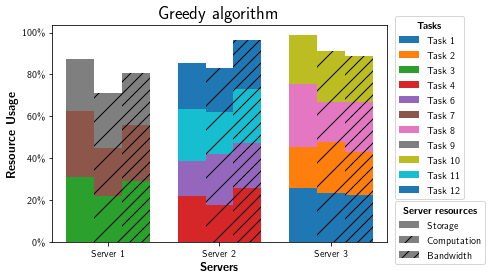 Greedy algorithm
Resource Usage
100%
80%
60%
40%
20%
0%
Server 1
Server 2
Server 3
Servers
Tasks
Task 1
Task 2
Task 3
Task 4
Task 6
Task 7
Task 8
Task 9
Task 10
Task 11
Task 12
Server resources
Storage
Computation
Bandwidth